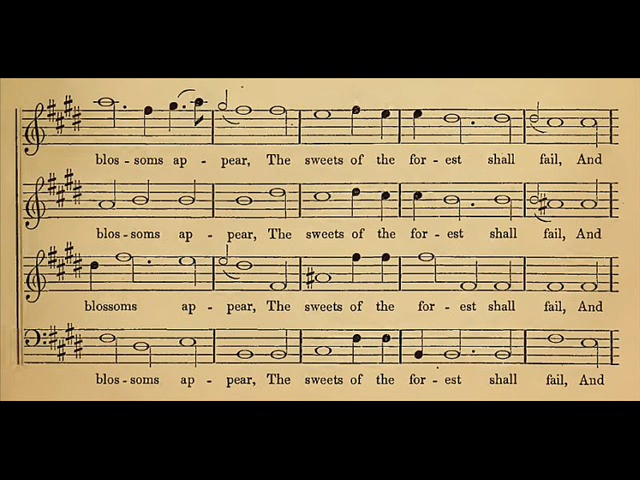 blos - soms ap - pear, The sweets of the for - est shall fail, And
blos - soms ap - pear, The sweets of the for - est shall fail, And
blossoms ap - pear, The sweets of the for - est shall fail, And
blos - soms ap - pear, The sweets of the for - est shall fail, And